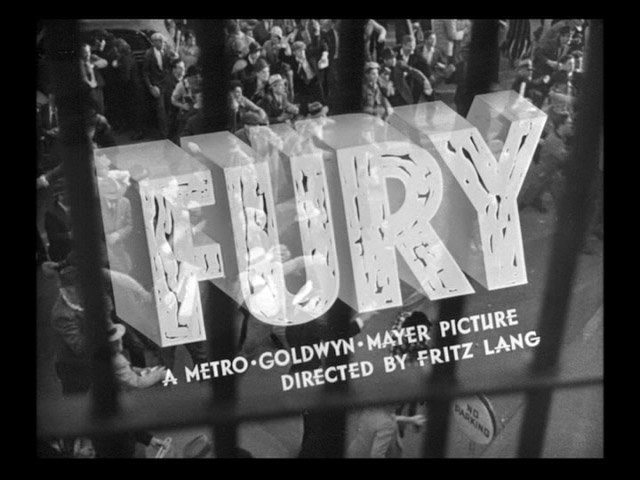 FURY
A METRO-GOLDWYN-MAYER PICTURE
DIRECTED BY FRITZ LANG
NO
PARKING